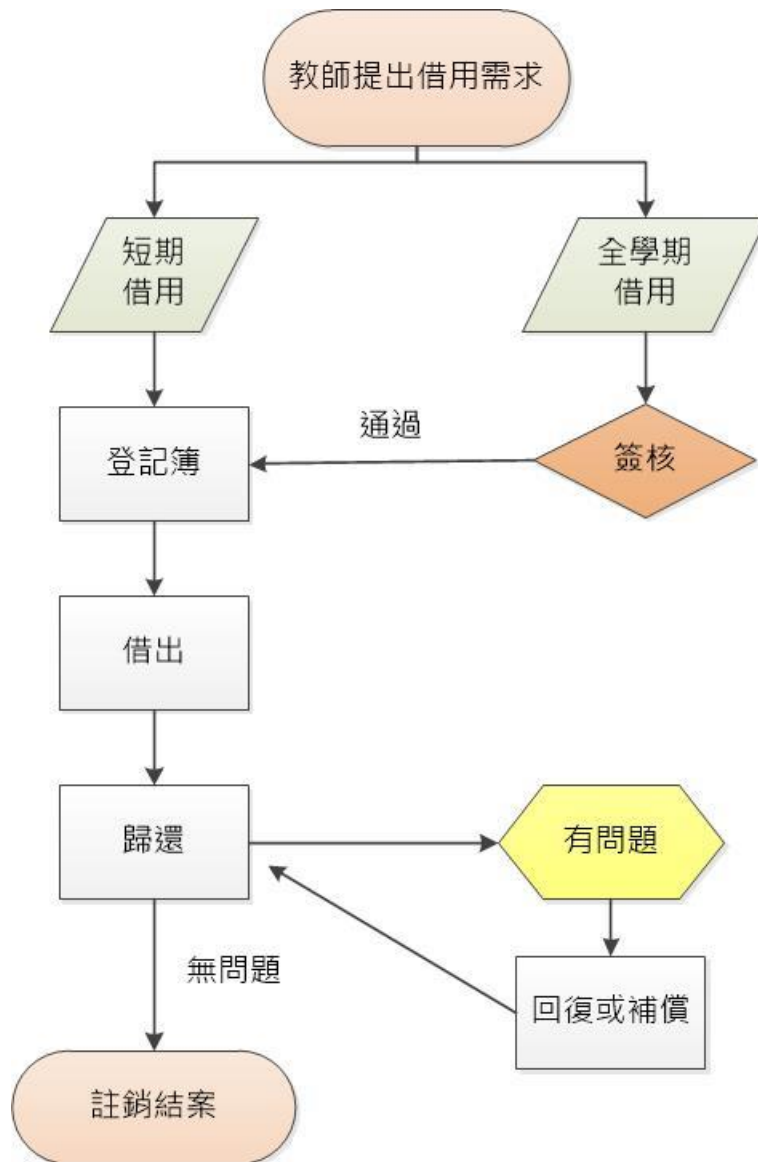 教師提出借用需求
短期
借用
全學期
借用
登記簿
通過
簽核
借出
歸還
有問題
無問題
回復或補償
註銷結案